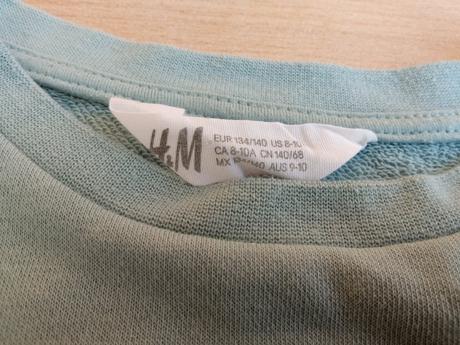 H&M
EUR 134/140 US 8-10
CA 8-10A CN 140/68
MX AUS 9-10